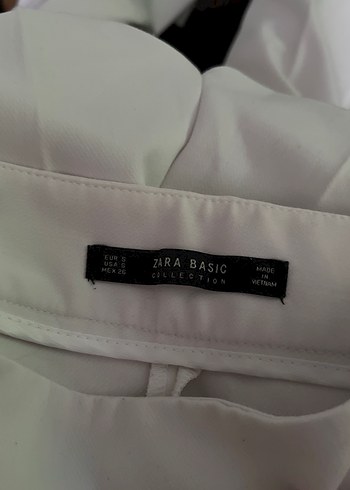 EUR S
USA S
MEX 26
ZARA BASIC
COLLECTION
MADE
IN
VIETNAM